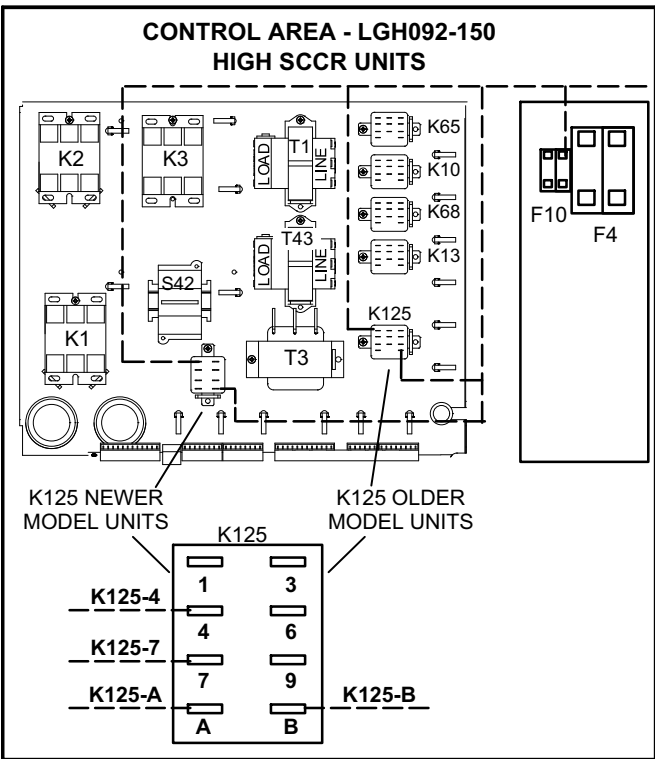 CONTROL AREA - LGH092-150
HIGH SCCR UNITS
K2
K3
LOAD
T1
LINE
K65
K10
K68
K13
F10
F4
S42
LOAD
T43
LINE
K1
T3
K125
K125 NEWER
MODEL UNITS
K125 OLDER
MODEL UNITS
K125
1
3
K125-4
4
6
K125-7
7
9
K125-A
K125-B
A
B